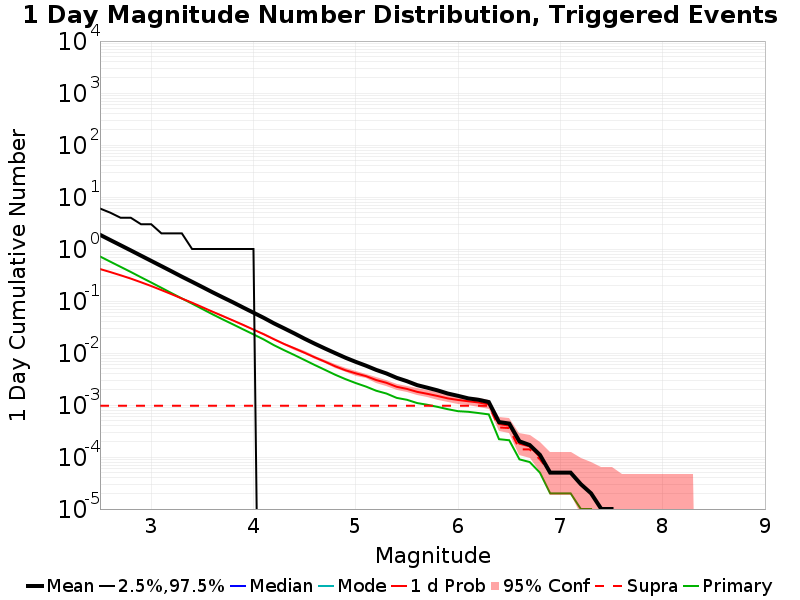 1 Day Magnitude Number Distribution, Triggered Events
1 Day Cumulative Number
10^4
10^3
10^2
10^1
10^0
10^-1
10^-2
10^-3
10^-4
10^-5
3 4 5 6 7 8 9
Magnitude
Mean 2.5%,97.5% Median Mode 1 d Prob 95% Conf Supra Primary